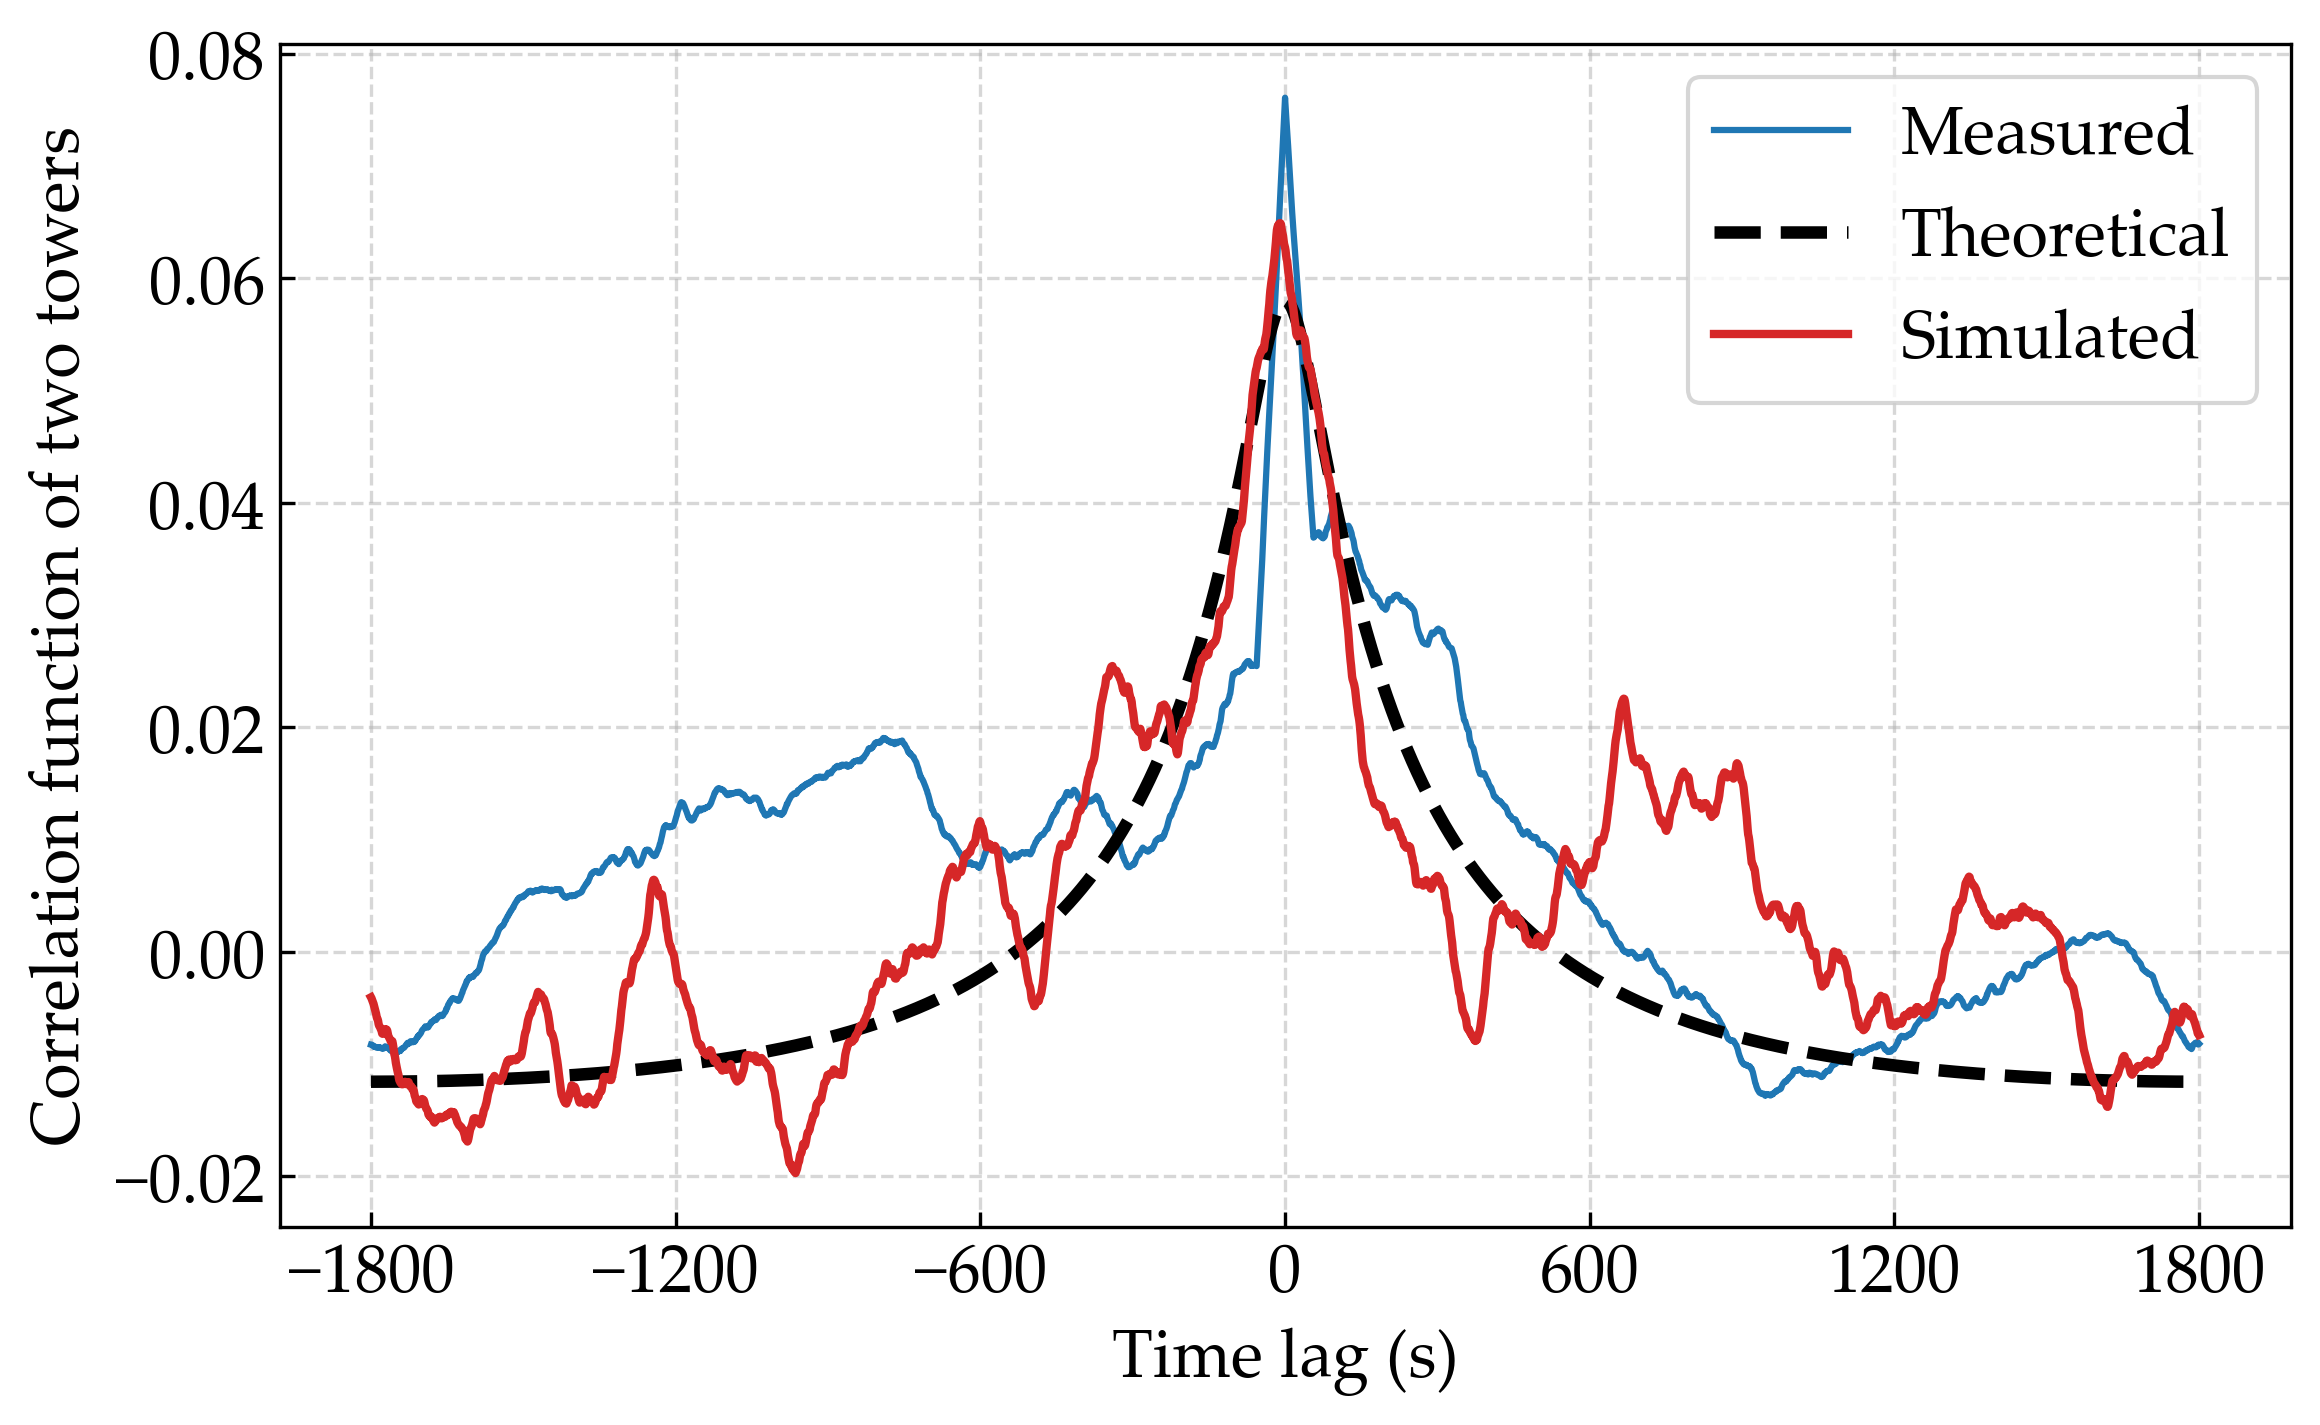 Correlation function of two towers
0.08
0.06
0.04
0.02
0.00
−0.02
−1800 −1200 −600 0 600 1200 1800
Time lag (s)
Measured
Theoretical
Simulated